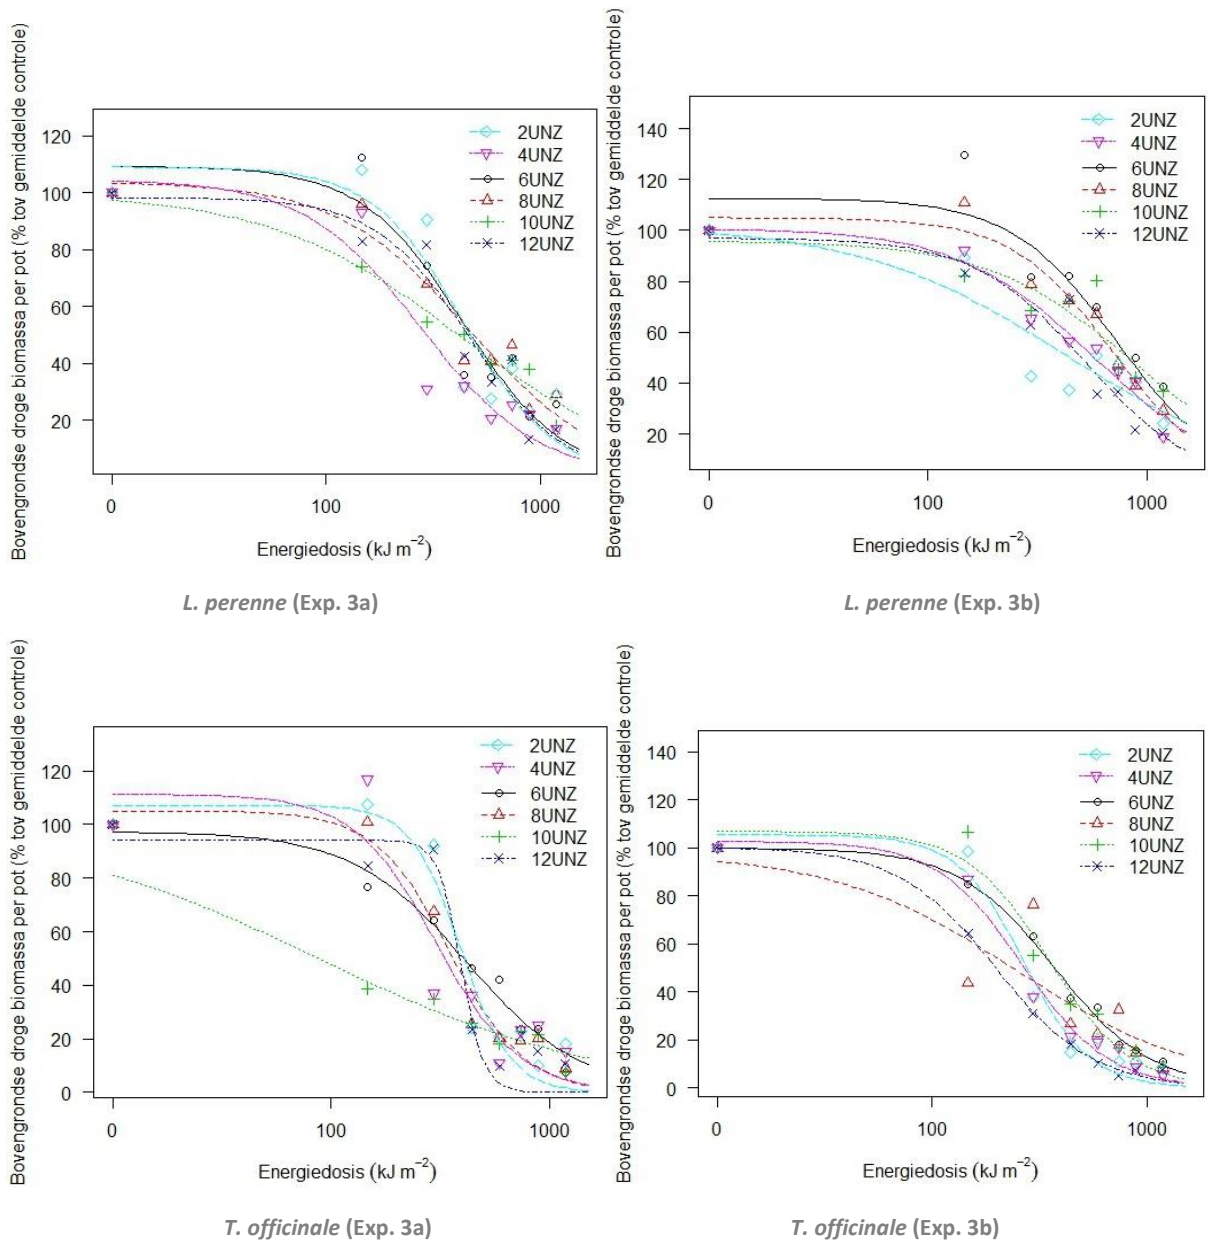 Bovengrondse droge biomassa per pot (% tov gemiddelde controle)
120
100
80
60
40
20
2UNZ
4UNZ
6UNZ
8UNZ
10UNZ
12UNZ
0 100 1000
Energiedosis (kJ m⁻²)
L. perenne (Exp. 3a)
Bovengrondse droge biomassa per pot (% tov gemiddelde controle)
140
120
100
80
60
40
20
2UNZ
4UNZ
6UNZ
8UNZ
10UNZ
12UNZ
0 100 1000
Energiedosis (kJ m⁻²)
L. perenne (Exp. 3b)
Bovengrondse droge biomassa per pot (% tov gemiddelde controle)
120
100
80
60
40
20
0
2UNZ
4UNZ
6UNZ
8UNZ
10UNZ
12UNZ
0 100 1000
Energiedosis (kJ m⁻²)
T. officinale (Exp. 3a)
Bovengrondse droge biomassa per pot (% tov gemiddelde controle)
140
120
100
80
60
40
20
0
2UNZ
4UNZ
6UNZ
8UNZ
10UNZ
12UNZ
0 100 1000
Energiedosis (kJ m⁻²)
T. officinale (Exp. 3b)